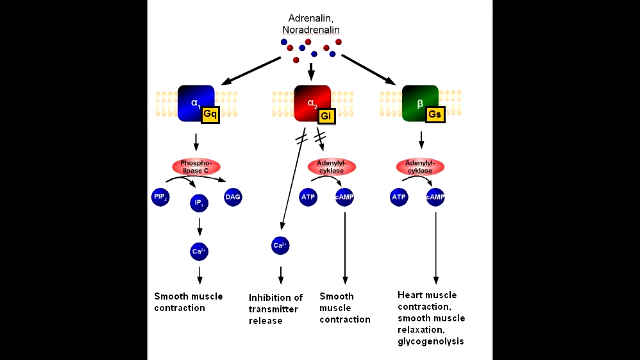 Adrenalin,
Noradrenalin
α1
Gq
α2
Gi
β
Gs
Phospho-
lipase C
Adenylyl-
cyklase
Adenylyl-
cyklase
PIP2
IP3
DAG
ATP
cAMP
ATP
cAMP
Ca2+
Ca2+
Smooth muscle
contraction
Inhibition of
transmitter
release
Smooth
muscle
contraction
Heart muscle
contraction,
smooth muscle
relaxation,
glycogenolysis